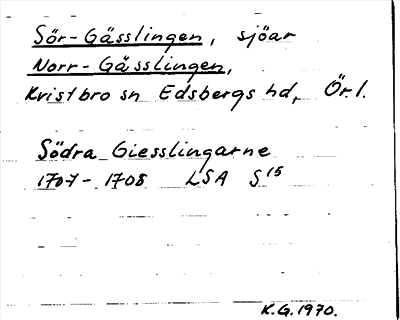 Sör-Gässlingen, sjöar
Norr-Gässlingen,
Kvistbro sn Edsbergs hd, Ör.l.
Södra Giesslingarne
1707-1708 LSA S15
K.G.1970.